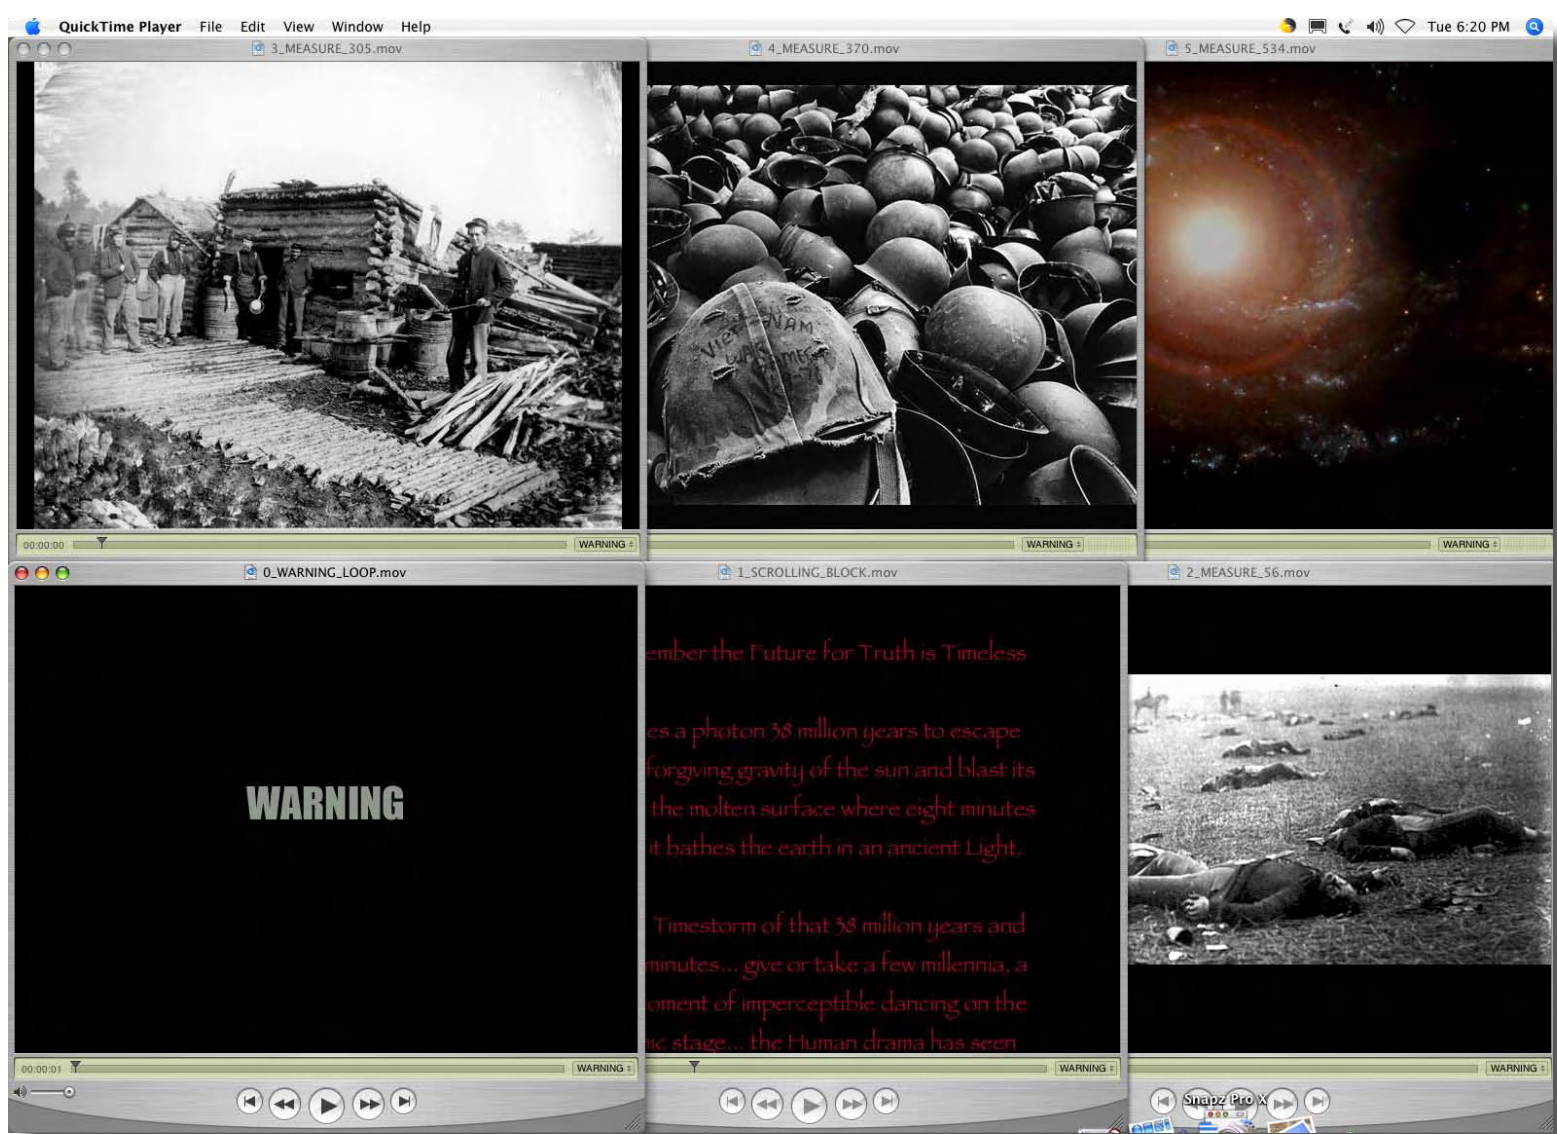 QuickTime Player File Edit View Window Help Tue 6:20 PM
3_MEASURE_305.mov
4_MEASURE_370.mov
5_MEASURE_534.mov
VIET NAM
00:00:00 WARNING
WARNING
WARNING
0_WARNING_LOOP.mov
1_SCROLLING_BLOCK.mov
2_MEASURE_56.mov
WARNING
ember the Future for Truth is Timeless
es a photon 38 million years to escape
forgiving gravity of the sun and blast its
the molten surface where eight minutes
it bathes the earth in an ancient Light.
Timestorm of that 38 million years and
minutes... give or take a few millennia, a
oment of imperceptible dancing on the
ic stage... the Human drama has seen
00:00:01 WARNING
WARNING
WARNING
Snapz Pro X